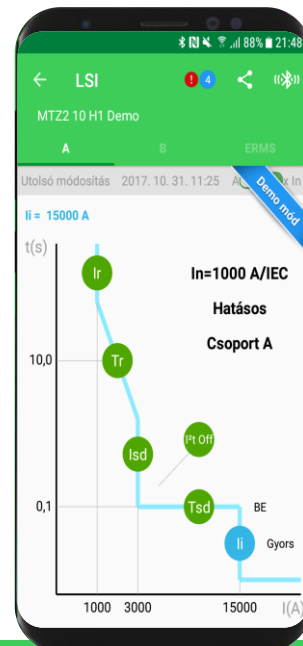 88% 21:48
LSI
! 4
MTZ2 10 H1 Demo
A B ERMS
Utolsó módosítás 2017. 10. 31. 11:25 A x In
Demo mód
Ii = 15000 A
t(s)
Ir
In=1000 A/IEC
Hatásos
Csoport A
10,0
Tr
Isd
I²t Off
0,1
Tsd
BE
Ii
Gyors
1000 3000 15000 I(A)